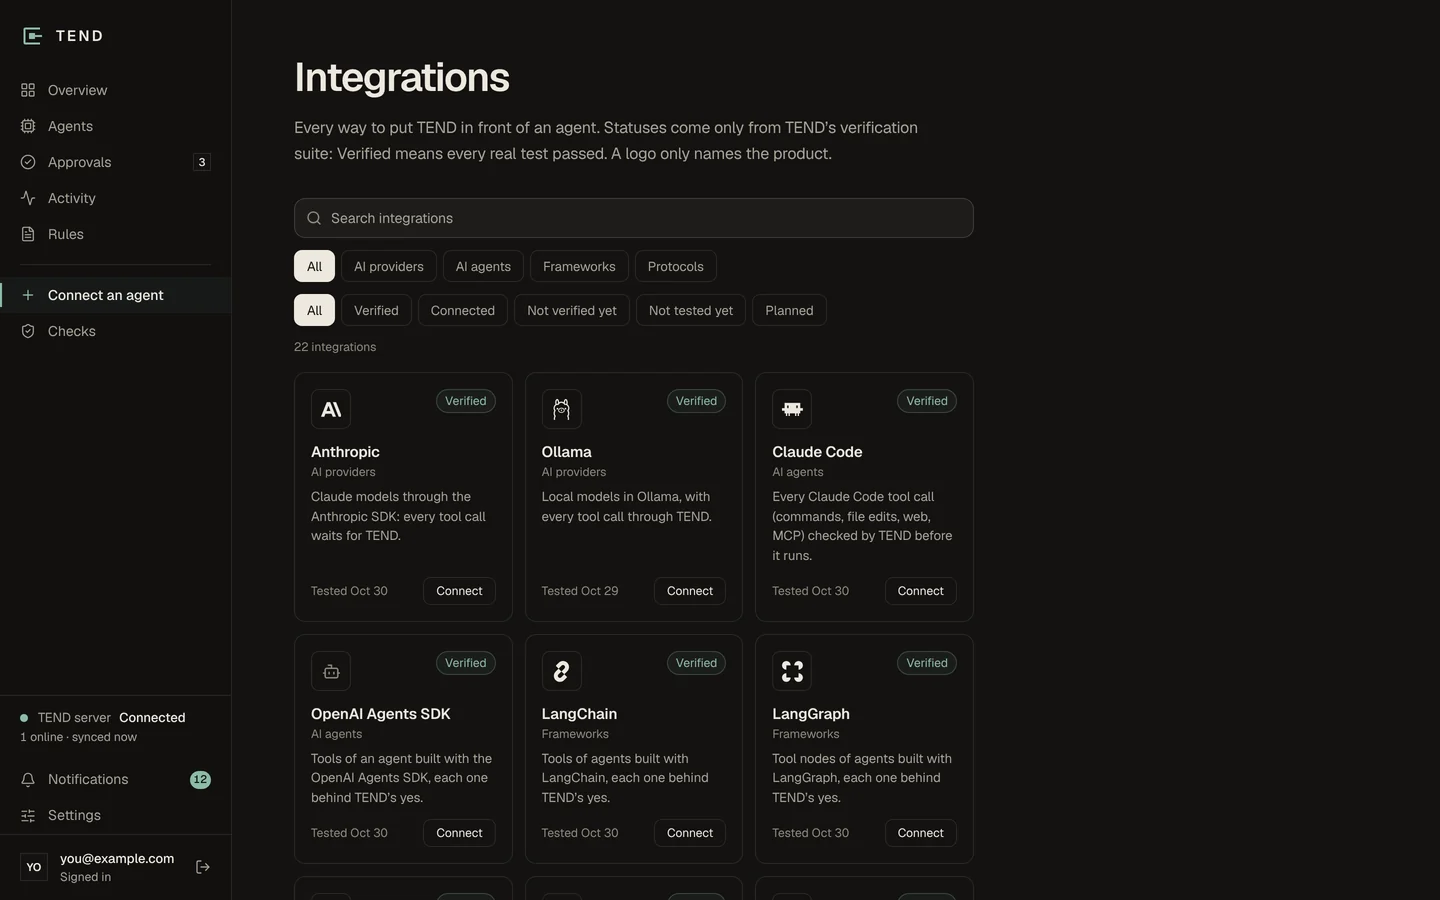 TEND
Overview
Agents
Approvals 3
Activity
Rules
Connect an agent
Checks
TEND server Connected
1 online · synced now
Notifications 12
Settings
YO
you@example.com
Signed in
Integrations
Every way to put TEND in front of an agent. Statuses come only from TEND's verification
suite: Verified means every real test passed. A logo only names the product.
Search integrations
All AI providers AI agents Frameworks Protocols
All Verified Connected Not verified yet Not tested yet Planned
22 integrations
Verified
Anthropic
AI providers
Claude models through the
Anthropic SDK: every tool call
waits for TEND.
Tested Oct 30 Connect
Verified
Ollama
AI providers
Local models in Ollama, with
every tool call through TEND.
Tested Oct 29 Connect
Verified
Claude Code
AI agents
Every Claude Code tool call
(commands, file edits, web,
MCP) checked by TEND before
it runs.
Tested Oct 30 Connect
Verified
OpenAI Agents SDK
AI agents
Tools of an agent built with the
OpenAI Agents SDK, each one
behind TEND's yes.
Tested Oct 30 Connect
Verified
LangChain
Frameworks
Tools of agents built with
LangChain, each one behind
TEND's yes.
Tested Oct 30 Connect
Verified
LangGraph
Frameworks
Tool nodes of agents built with
LangGraph, each one behind
TEND's yes.
Tested Oct 30 Connect